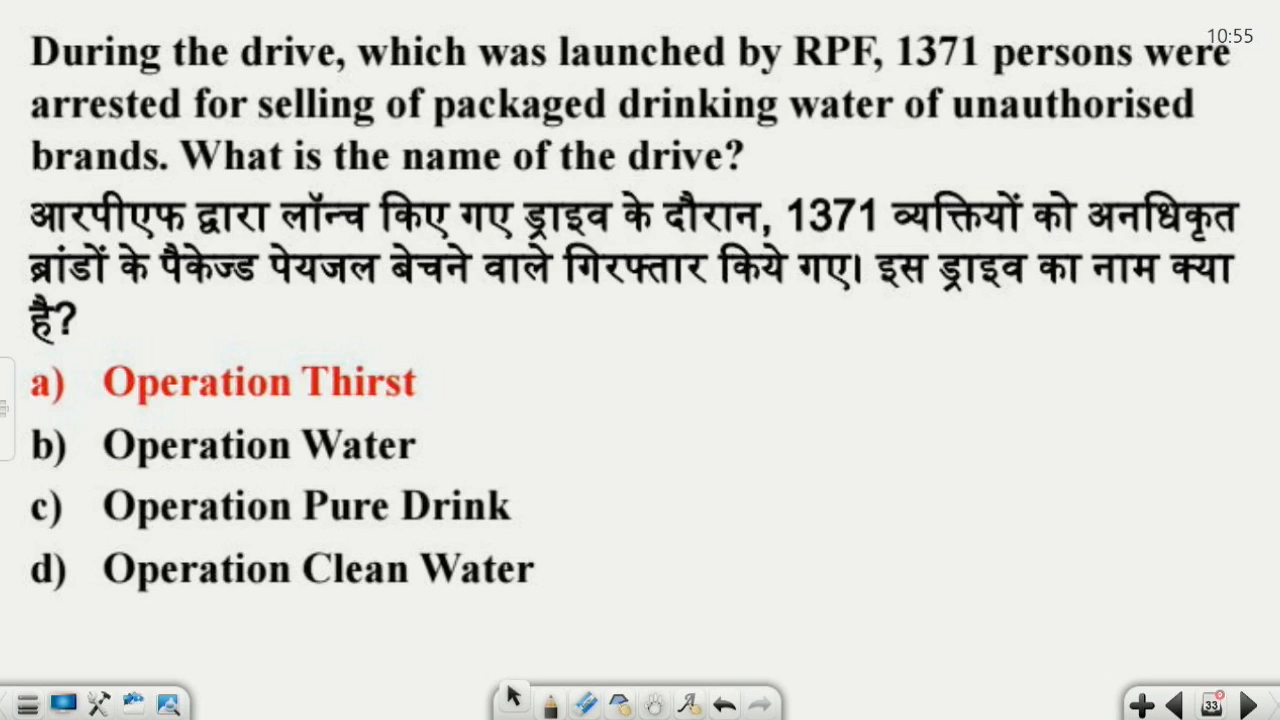 10:55
During the drive, which was launched by RPF, 1371 persons were
arrested for selling of packaged drinking water of unauthorised
brands. What is the name of the drive?
आरपीएफ द्वारा लॉन्च किए गए ड्राइव के दौरान, 1371 व्यक्तियों को अनधिकृत
ब्रांडों के पैकेज्ड पेयजल बेचने वाले गिरफ्तार किये गए। इस ड्राइव का नाम क्या
है?
a) Operation Thirst
b) Operation Water
c) Operation Pure Drink
d) Operation Clean Water
33